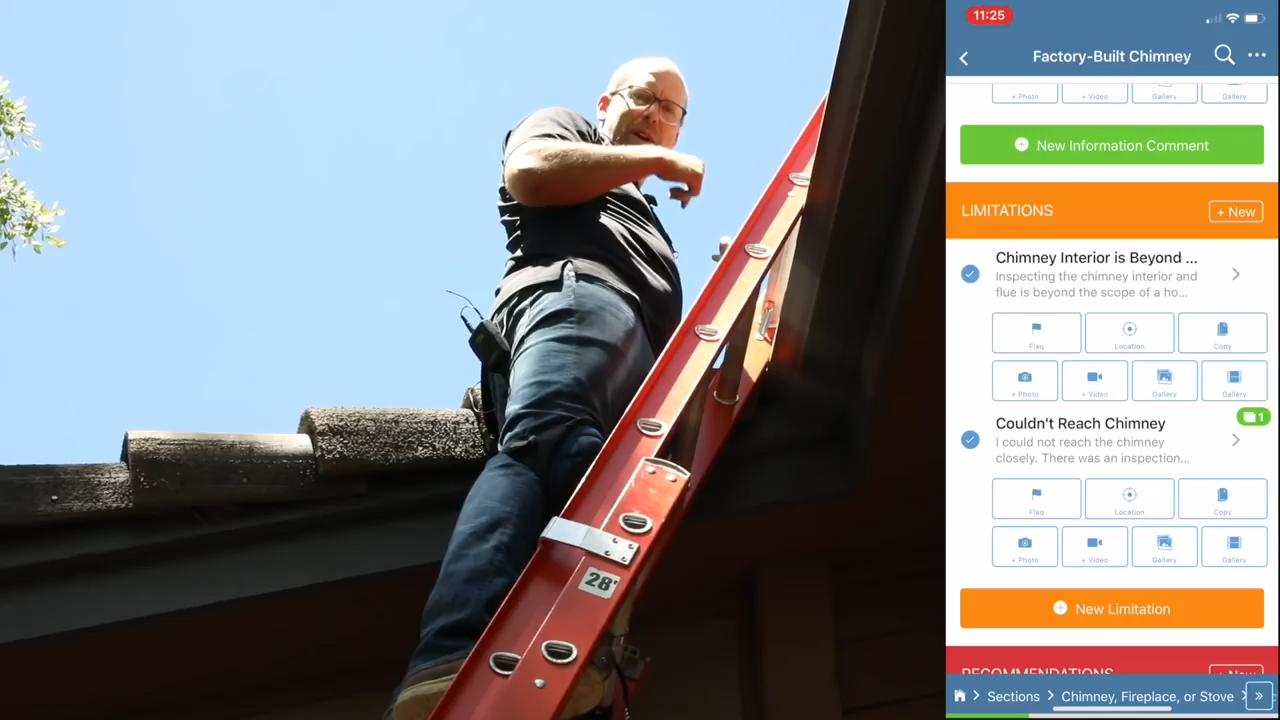 28'
11:25
Factory-Built Chimney
+ Photo
+ Video
Gallery
Gallery
New Information Comment
LIMITATIONS
+ New
Chimney Interior is Beyond ...
Inspecting the chimney interior and
flue is beyond the scope of a ho...
Flag
Location
Copy
+ Photo
+ Video
Gallery
Gallery
1
Couldn't Reach Chimney
I could not reach the chimney
closely. There was an inspection...
Flag
Location
Copy
+ Photo
+ Video
Gallery
Gallery
New Limitation
RECOMMENDATIONS
+ New
Sections
Chimney, Fireplace, or Stove